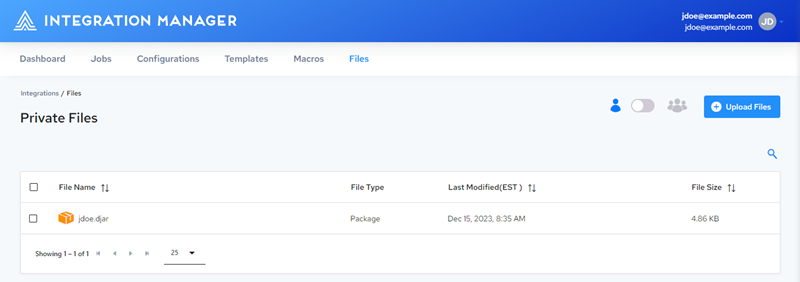 INTEGRATION MANAGER
jdoe@example.com
jdoe@example.com
JD
Dashboard Jobs Configurations Templates Macros Files
Integrations / Files
Private Files
Upload Files
File Name File Type Last Modified(EST ) File Size
jdoe.djar Package Dec 15, 2023, 8:35 AM 4.86 KB
Showing 1 - 1 of 1 25